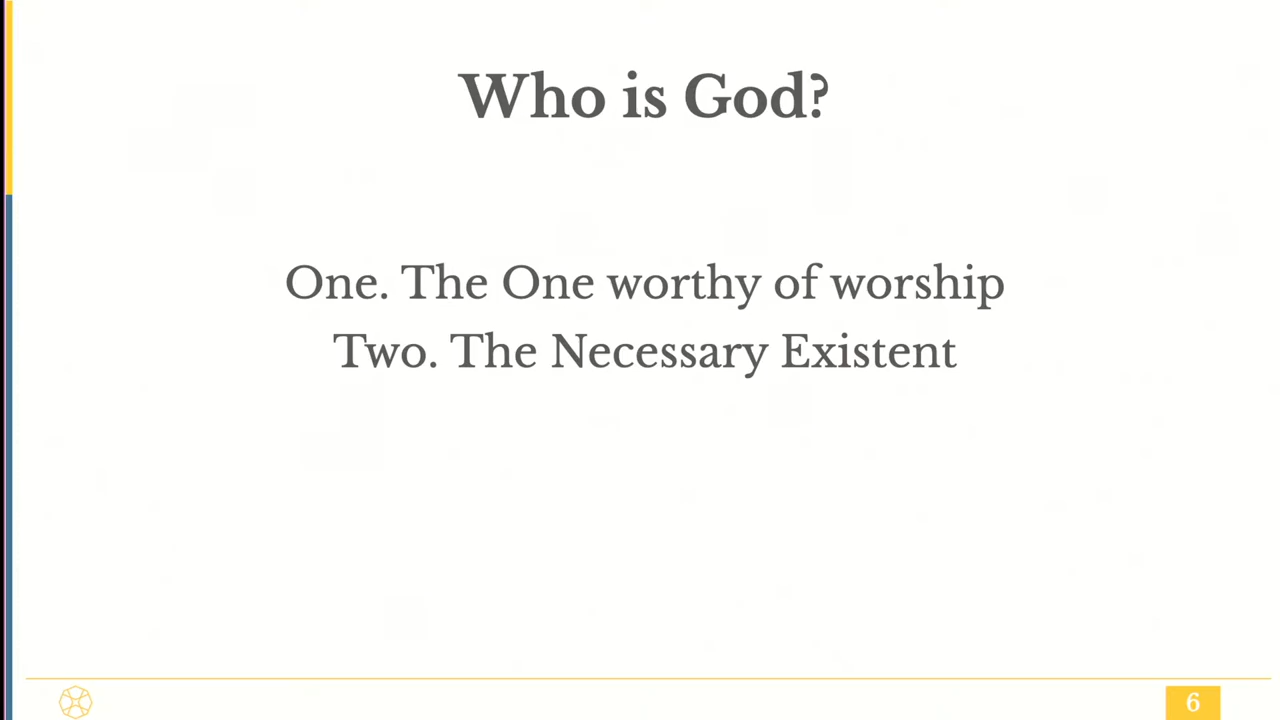 Who is God?
One. The One worthy of worship
Two. The Necessary Existent
6